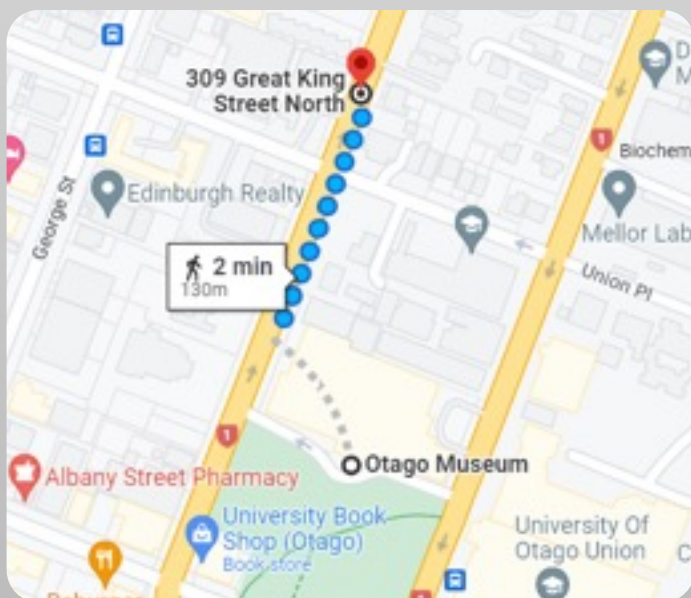 309 Great King
Street North
1
Biochem
Edinburgh Realty
George St
Mellor Lab
2 min
130m
Union Pl
1
Otago Museum
Albany Street Pharmacy
University Book
Shop (Otago)
Book store
University Of
Otago Union